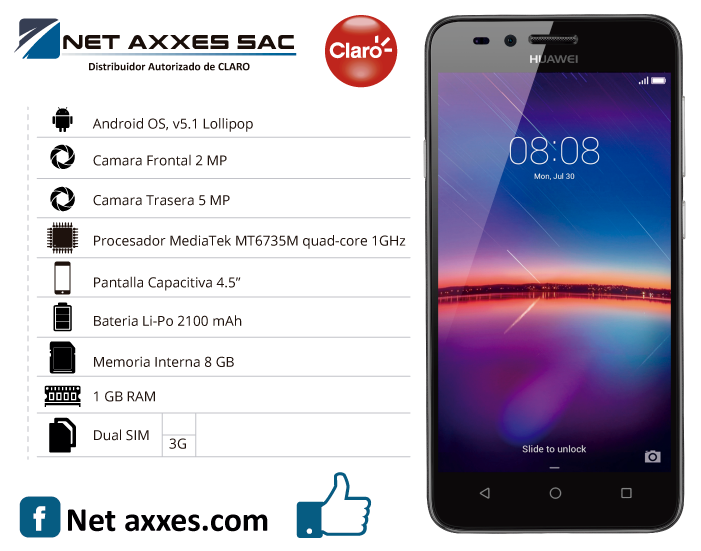 NET AXXES SAC
Distribuidor Autorizado de CLARO
Claro
Android OS, v5.1 Lollipop
Camara Frontal 2 MP
Camara Trasera 5 MP
Procesador MediaTek MT6735M quad-core 1GHz
Pantalla Capacitiva 4.5”
Bateria Li-Po 2100 mAh
Memoria Interna 8 GB
1 GB RAM
Dual SIM
3G
f Net axxes.com
HUAWEI
08:08
Mon, Jul 30
Slide to unlock